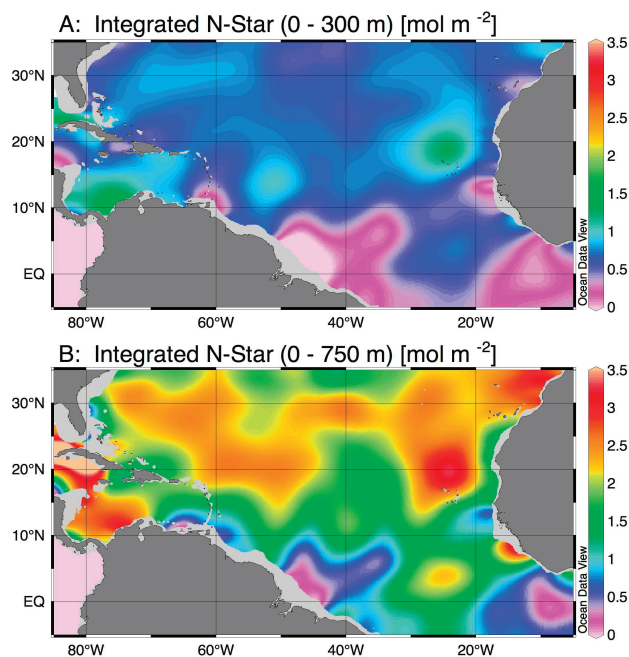 A: Integrated N-Star (0 - 300 m) [mol m -2]
30°N
20°N
10°N
EQ
80°W 60°W 40°W 20°W
Ocean Data View
3.5
3
2.5
2
1.5
1
0.5
0
B: Integrated N-Star (0 - 750 m) [mol m -2]
30°N
20°N
10°N
EQ
80°W 60°W 40°W 20°W
Ocean Data View
3.5
3
2.5
2
1.5
1
0.5
0